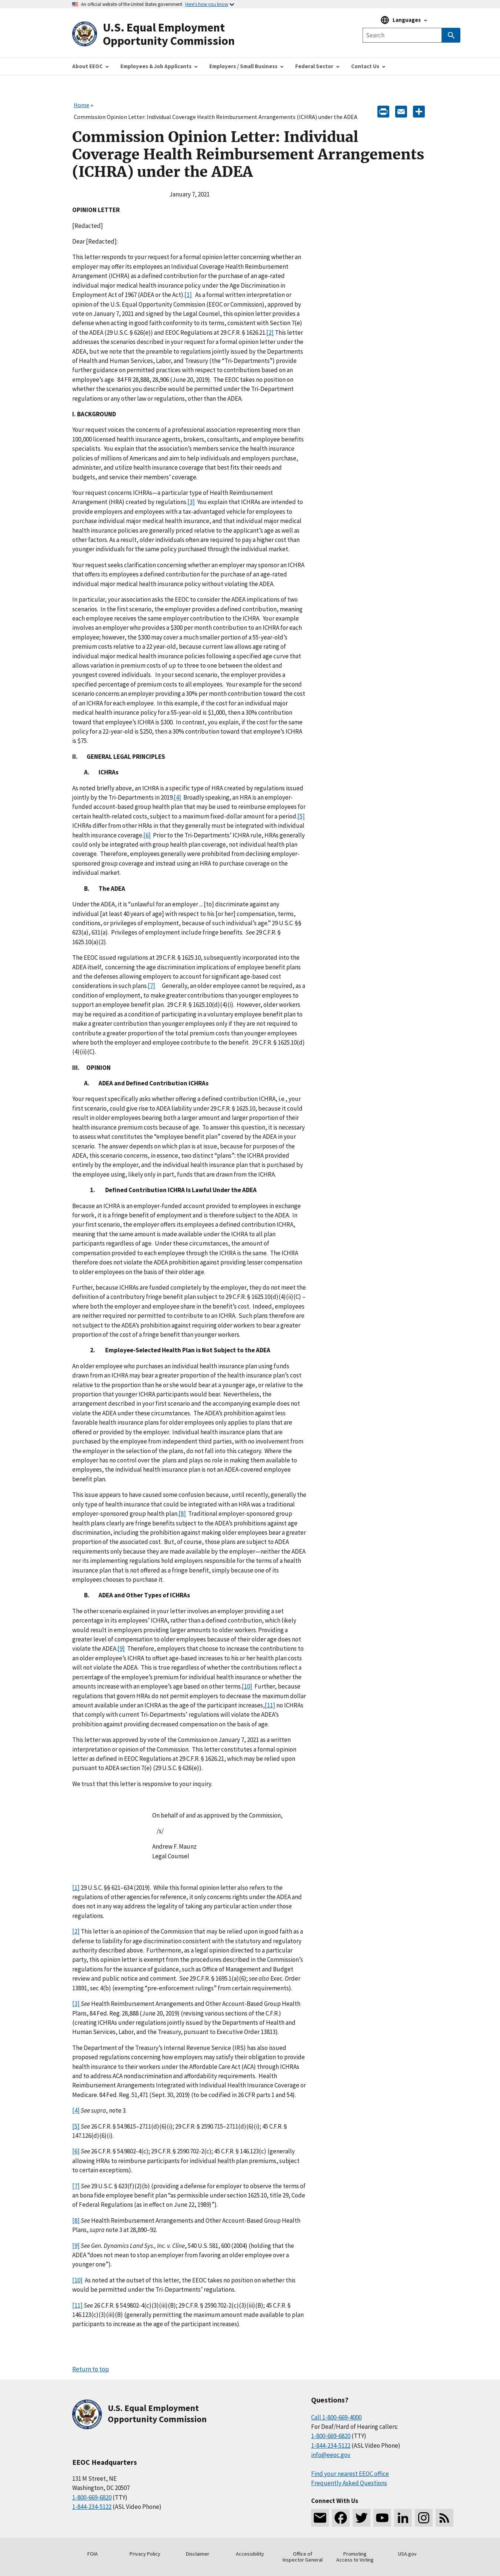 An official website of the United States government Here's how you know
U.S. Equal Employment
Opportunity Commission
Languages
Search
About EEOC
Employees & Job Applicants
Employers / Small Business
Federal Sector
Contact Us
Home »
Commission Opinion Letter: Individual Coverage Health Reimbursement Arrangements (ICHRA) under the ADEA
Commission Opinion Letter: Individual
Coverage Health Reimbursement Arrangements
(ICHRA) under the ADEA
January 7, 2021
OPINION LETTER
[Redacted]
Dear [Redacted]:
This letter responds to your request for a formal opinion letter concerning whether an
employer may offer its employees an Individual Coverage Health Reimbursement
Arrangement (ICHRA) as a defined contribution for the purchase of an age-rated
individual medical health insurance policy under the Age Discrimination in
Employment Act of 1967 (ADEA or the Act).[1] As a formal written interpretation or
opinion of the U.S. Equal Opportunity Commission (EEOC or Commission), approved by
vote on January 7, 2021 and signed by the Legal Counsel, this opinion letter provides a
defense when acting in good faith conformity to its terms, consistent with Section 7(e)
of the ADEA (29 U.S.C. § 626(e)) and EEOC Regulations at 29 C.F.R. § 1626.21.[2] This letter
addresses the scenarios described in your request for a formal opinion letter under the
ADEA, but we note that the preamble to regulations jointly issued by the Departments
of Health and Human Services, Labor, and Treasury (the “Tri-Departments”) provide
further guidance on permitted practices with respect to contributions based on an
employee’s age. 84 FR 28,888, 28,906 (June 20, 2019). The EEOC takes no position on
whether the scenarios you describe would be permitted under the Tri-Department
regulations or any other law or regulations, other than the ADEA.
I. BACKGROUND
Your request voices the concerns of a professional association representing more than
100,000 licensed health insurance agents, brokers, consultants, and employee benefits
specialists. The members of the association work to service the health insurance
policies of millions of Americans and aim to help individuals and employers purchase,
administer, and utilize health insurance coverage that best fits their needs and
budgets, and to service their members’ coverage.
Your request concerns ICHRAs—a particular type of Health Reimbursement
Arrangement (HRA) created by regulations.[3] You explain that ICHRAs are intended to
provide employers and employees with a tax-advantaged vehicle for employees to
purchase individual major medical health insurance, and that individual major medical
health insurance policies are generally priced relative to the applicant’s age as well as
other factors. As such, an older person tends to pay more than a younger person for
the same individual health insurance product in the individual market.
Your request seeks clarification concerning whether an employer may sponsor an ICHRA
that offers its employees a defined contribution for the purchase of an age-rated
individual major medical health insurance policy without violating the ADEA.
In particular, your association asks the EEOC to consider the ADEA implications of two
scenarios. In the first scenario, the employer provides a defined contribution, meaning
each employee receives the same employer contribution to the ICHRA. Your example
involves an employer who provides a $300 per month contribution to an ICHRA for each
employee; however, the $300 may cover a much smaller portion of a 55-year-old’s
premium relative to a 22-year-old, because current law allows employee age rating of
individual health insurance policies at a three-to-one ratio. You explain that this age
variance can leave individual premium costs of up to three times more for older
employees than younger employees. In your second scenario, the employer provides
the same specified percentage of premium costs to all employees. Your example of the
second scenario is an employer providing a 30% employer contribution toward the
monthly premium for individual health insurance coverage through an ICHRA for each
employee. In this example, if the cost for a 55-year-old is $1,000, then a 30% contribution
toward that employee’s ICHRA is $300. In contrast, you explain, if the cost for the same
policy for a 22-year-old is $250, then a 30% contribution toward that employee’s ICHRA
is $75.
II. GENERAL LEGAL PRINCIPLES
A. ICHRAs
As noted briefly above, an ICHRA is a specific type of HRA created by regulations issued
jointly by the Tri-Departments in 2019.[4] Broadly speaking, an HRA is an employer-
funded account-based group health plan that may be used to reimburse employees for
certain health-related costs, subject to a maximum fixed-dollar amount for a period.[5]
ICHRAs differ from other HRAs in that they generally must be integrated with individual
health insurance coverage.[6] Prior to the Tri-Departments’ ICHRA rule, HRAs generally
could only be integrated with group health plan coverage, not individual health plan
coverage. Therefore, employees generally were prohibited from declining employer-
sponsored group coverage and instead using an HRA to purchase from the individual
market.
B. The ADEA
Under the ADEA, it is “unlawful for an employer ... [to] discriminate against any
individual [at least 40 years of age] with respect to his [or her] compensation, terms,
conditions, or privileges of employment, because of such individual’s age.” 29 U.S.C. §§
623(a), 631(a). Privileges of employment include fringe benefits. See 29 C.F.R. §
1625.10(a)(2).
The EEOC issued regulations at 29 C.F.R. § 1625.10, subsequently incorporated into the
ADEA itself, concerning the age discrimination implications of employee benefit plans
and the defenses allowing employers to account for significant age-based cost
considerations in such plans.[7] Generally, an older employee cannot be required, as a
condition of employment, to make greater contributions than younger employees to
support an employee benefit plan. 29 C.F.R. § 1625.10(d)(4)(i). However, older and
younger employees may be required to contribute the same proportion of the total
premium, even where that proportion costs older employees more than younger ones
where both the employer and employee contribute to the benefit. 29 C.F.R. § 1625.10(d)
(4)(ii)(C).
III. OPINION
A. ADEA and Defined Contribution ICHRAs
Your request specifically asks whether offering a defined contribution ICHRA, i.e., your
first scenario, could give rise to ADEA liability under 29 C.F.R. § 1625.10, because it could
result in older employees bearing both a larger amount and larger proportion of their
total premium than younger employees. To answer this question, it is necessary to
understand what constitutes the “employee benefit plan” covered by the ADEA in your
scenario. The answer depends on which plan is at issue, because for purposes of the
ADEA, in your defined benefits scenario, in essence, two distinct “plans” exist: (1) the
contribution provided in the form of an ICHRA, which is provided and controlled
entirely by the employer, and (2) the individual health insurance plan that is purchased by
the employee using, likely only in part, funds that are drawn from the ICHRA.
1. Defined Contribution ICHRA Is Lawful Under the ADEA
Because an ICHRA is an employer-funded account provided to employees in exchange
for work, it is a fringe benefit of employment and is therefore subject to the ADEA. In
your first scenario, the employer offers its employees a defined contribution ICHRA,
meaning that the same amount is made available under the ICHRA to all plan
participants regardless of age. Under these circumstances, the amount of
compensation provided to each employee through the ICHRA is the same. The ICHRA
therefore does not violate the ADEA prohibition against providing lesser compensation
to older employees on the basis of their age.
Further, because ICHRAs are funded completely by the employer, they do not meet the
definition of a contributory fringe benefit plan subject to 29 C.F.R. § 1625.10(d)(4)(ii)(C) –
where the employer and employee share in the benefit’s cost. Indeed, employees are
neither required nor permitted to contribute to an ICHRA. Such plans therefore are
not subject to the ADEA’s prohibition against requiring an older employee to bear a
greater proportion of the cost of a fringe benefit than younger workers.
2. Employee-Selected Health Plan is Not Subject to the ADEA
An older employee who purchases an individual health insurance plan using funds
drawn from an ICHRA may bear a greater portion of the health insurance plan’s cost
relative to what that employee would pay if he or she were younger, or relative to the
proportion that younger ICHRA participants would bear. Nevertheless, the
arrangement described in your example would not discriminate against older
employees on the basis of age for purposes of the ADEA. The ADEA’s prohibition
against age-based discrimination for employee plans only applies to plans that are
offered by the employer. Individual health insurance plans like those that are
purchased by the employee from independent third parties, with no involvement from
the employer in the selection of the plans, do not fall into this category. Where the
employer has no control over the selection of the plan, and plays no role in making it
available to employees, the individual health insurance plan is not an ADEA-covered employee
benefit plan.
This issue appears to have caused some confusion because, until recently, generally, the
only type of health insurance that could be integrated with an HRA was a traditional
employer-sponsored group health plan.[8] Traditional employer-sponsored group
health plans clearly are fringe benefits subject to the ADEA’s prohibition against age
discrimination, including the prohibition against requiring older employees to bear a greater
amount of the associated cost. But, of course, those plans are subject to ADEA
requirements only because they are made available by the employer—neither the ADEA
nor its implementing regulations hold employers responsible for individual health
insurance plans that are not offered as a fringe benefit, but that the employee
independently chooses to purchase it.
B. ADEA and Other Types of ICHRAs
The other scenario explained in your letter involves an employer providing a set
percentage in its employees’ ICHRA, rather than a defined contribution, which likely
would result in more money for older workers than for younger ones. Providing a
greater level of compensation to older employees because of their older age does not
violate the ADEA.[9] Therefore, employers that choose to increase the contributions to
an older employee’s ICHRA to offset the age-related increase in the cost of health plans
will not violate the ADEA. This is true regardless of whether the contributions reflect a
percentage of the employee’s premium for individual health insurance or whether the
amounts increase with an employee’s age based on other terms.[10] Further, because
regulations that govern HRAs do not permit employers to decrease the maximum dollar
amount available under an ICHRA as the age of the participant increases,[11] no ICHRAs
that comply with current Tri-Departments’ regulations will violate the ADEA’s
prohibition against providing decreased compensation on the basis of age.
This letter was approved by vote of the Commission on January 7, 2021 as a written
interpretation or opinion of the Commission. This letter constitutes a formal opinion
letter as defined in EEOC Regulations at 29 C.F.R. § 1626.21, which may be relied upon
pursuant to ADEA section 7(e) (29 U.S.C. § 626(e)).
We trust that this letter is responsive to your inquiry.
On behalf of and as approved by the Commission,
/s/
Andrew F. Maunz
Legal Counsel
[1] 29 U.S.C. §§ 621–634 (2019). While this formal opinion letter also refers to the
regulations of other agencies for reference, it only concerns rights under the ADEA and
does not in any way address the legality of taking any particular action under those
regulations.
[2] This letter is an opinion of the Commission that may be relied upon in good faith as a
defense to liability for age discrimination consistent with the statutory and regulatory
authority described above. Furthermore, as a legal opinion directed to a particular
party, this opinion letter is exempt from the procedures described in the Commission’s
regulations for the issuance of guidance, such as Office of Management and Budget
review and public notice and comment. See 29 C.F.R. § 1695.1(a)(6); see also Exec. Order
13891, sec 4(b) (exempting “pre-enforcement rulings” from certain requirements).
[3] See Health Reimbursement Arrangements and Other Account-Based Group Health
Plans, 84 Fed. Reg. 28,888 (June 20, 2019) (revising various sections of the C.F.R.)
(creating ICHRAs under regulations jointly issued by the Departments of Health and
Human Services, Labor, and the Treasury, pursuant to Executive Order 13813).
The Department of the Treasury’s Internal Revenue Service (IRS) has also issued
proposed regulations concerning how employers may integrate individual health
insurance to their workers under the Affordable Care Act (ACA) through ICHRAs and
to address ACA nondiscrimination and affordability requirements. Health
Reimbursement Arrangements Integrated with Individual Health Insurance Coverage or
Medicare. 84 Fed. Reg. 51,471 (Sept. 30, 2019) (to be codified in 26 CFR parts 1 and 54).
[4] See supra, note 3.
[5] See 26 C.F.R. § 54.9815–2711(d)(6)(i); 29 C.F.R. § 2590.715–2711(d)(6)(i); 45 C.F.R. §
147.126(d)(6)(i).
[6] See 26 C.F.R. § 54.9802-4(c); 29 C.F.R. § 2590.702-2(c); 45 C.F.R. § 146.123(c) (generally
allowing HRAs to reimburse participants for individual health plan premiums, subject
to certain exceptions).
[7] See 29 U.S.C. § 623(f)(2)(b) (providing a defense for employer to observe the terms of
an bona fide employee benefit plan “as permissible under section 1625.10, title 29, Code
of Federal Regulations (as in effect on June 22, 1989)”).
[8] See Health Reimbursement Arrangements and Other Account-Based Group Health
Plans, supra note 3 at 28,890–92.
[9] See Gen. Dynamics Land Sys., Inc. v. Cline, 540 U.S. 581, 600 (2004) (holding that the
ADEA “does not mean to stop an employer from favoring an older employee over a
younger one”).
[10] As noted at the outset of this letter, the EEOC takes no position on whether this
would be permitted under the Tri-Departments’ regulations.
[11] See 26 C.F.R. § 54.9802-4(c)(3)(iii)(B); 29 C.F.R. § 2590.702-2(c)(3)(iii)(B); 45 C.F.R. §
146.123(c)(3)(iii)(B) (generally permitting the maximum amount made available to plan
participants to increase as the age of the participant increases).
Return to top
U.S. Equal Employment
Opportunity Commission
EEOC Headquarters
131 M Street, NE
Washington, DC 20507
1-800-669-6820 (TTY)
1-844-234-5122 (ASL Video Phone)
Questions?
Call 1-800-669-4000
For Deaf/Hard of Hearing callers:
1-800-669-6820 (TTY)
1-844-234-5122 (ASL Video Phone)
info@eeoc.gov
Find your nearest EEOC office
Frequently Asked Questions
Connect With Us
FOIA
Privacy Policy
Disclaimer
Accessibility
Office of
Inspector General
Promoting
Access to Voting
USA.gov